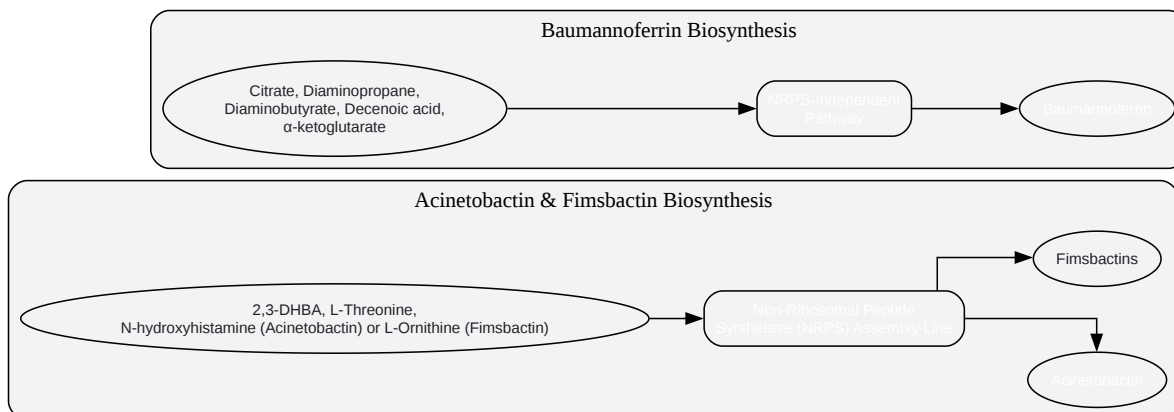 Baumannoferrin Biosynthesis
Citrate, Diaminopropane,
Diaminobutyrate, Decenoic acid,
α-ketoglutarate
NRPS-Independent
Pathway
Baumannoferrin
Acinetobactin & Fimsbactin Biosynthesis
2,3-DHBA, L-Threonine,
N-hydroxyhistamine (Acinetobactin) or L-Ornithine (Fimsbactin)
Non-Ribosomal Peptide
Synthetase (NRPS) Assembly Line
Fimsbactins
Acinetobactin